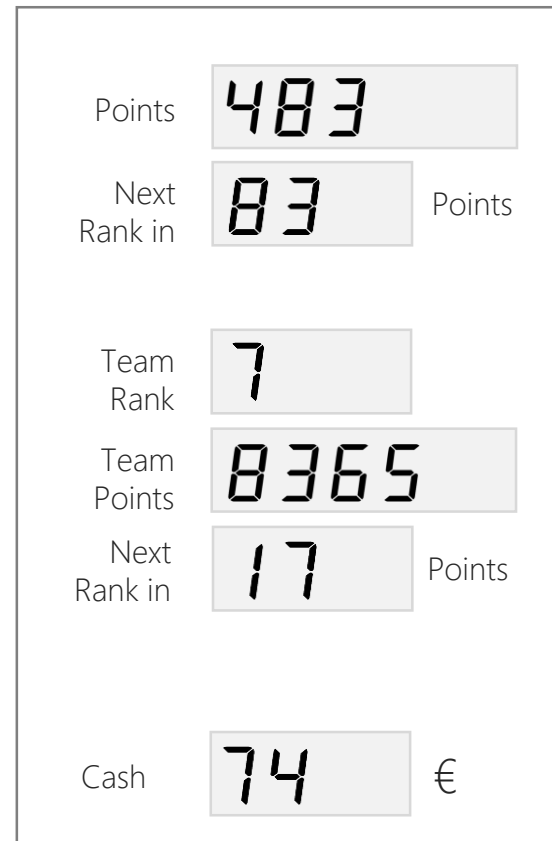 Points 483
Next
Rank in 83 Points
Team
Rank 7
Team
Points 8365
Next
Rank in 17 Points
Cash 74 €